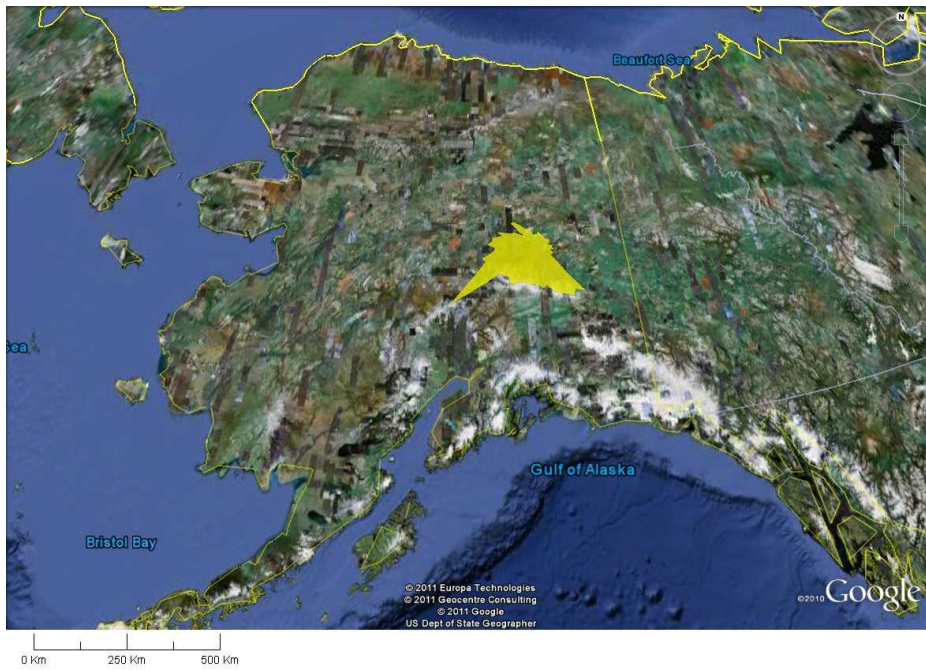 N
Beaufort Sea
Sea
Gulf of Alaska
Bristol Bay
© 2011 Europa Technologies
© 2011 Geocentre Consulting
© 2011 Google
US Dept of State Geographer
©2010 Google
0 Km 250 Km 500 Km